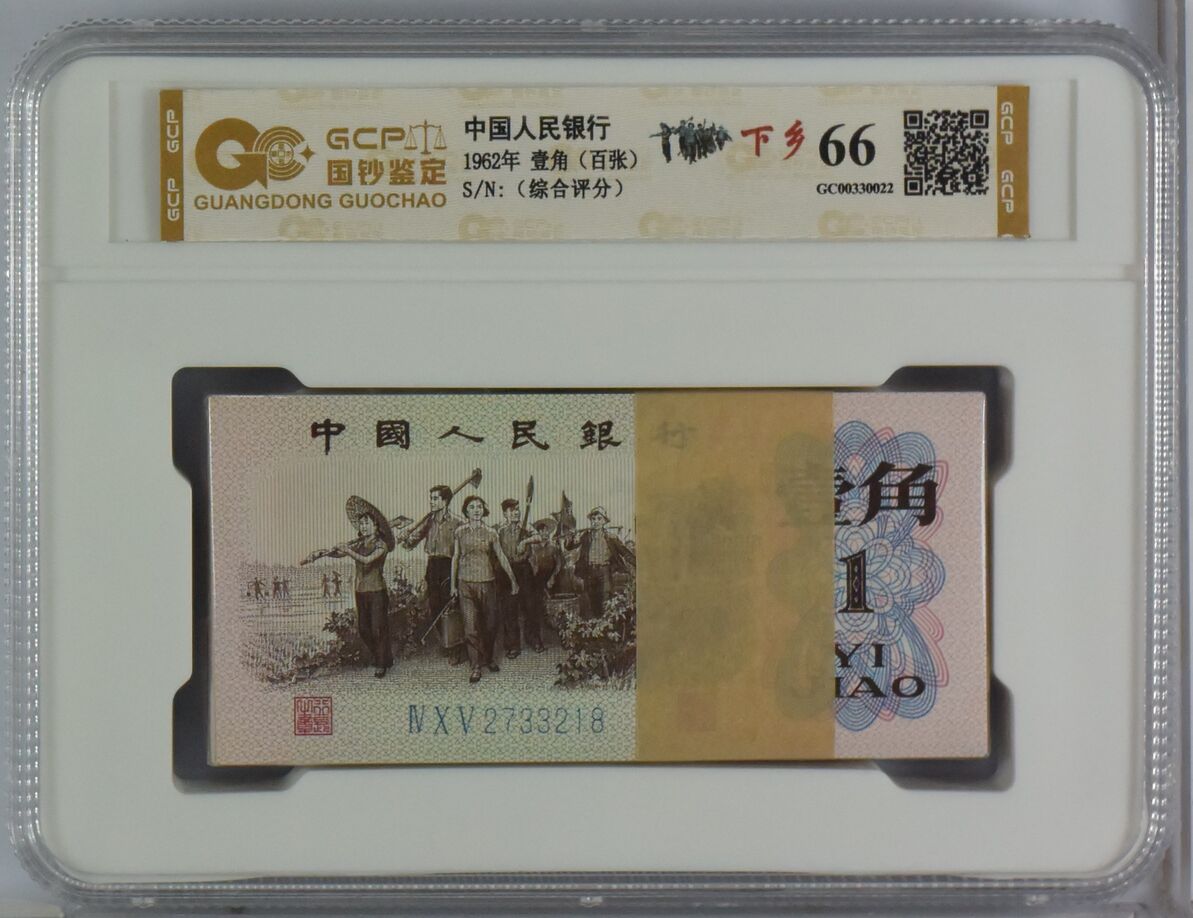 GCP
GCP
GCP
国钞鉴定
GUANGDONG GUOCHAO
中国人民银行
1962年 壹角（百张）
S/N:（综合评分）
下乡 66
GC00330022
GCP
GCP
中國人民銀行
壹角
1
YI
IAO
ⅣⅩⅤ2733218